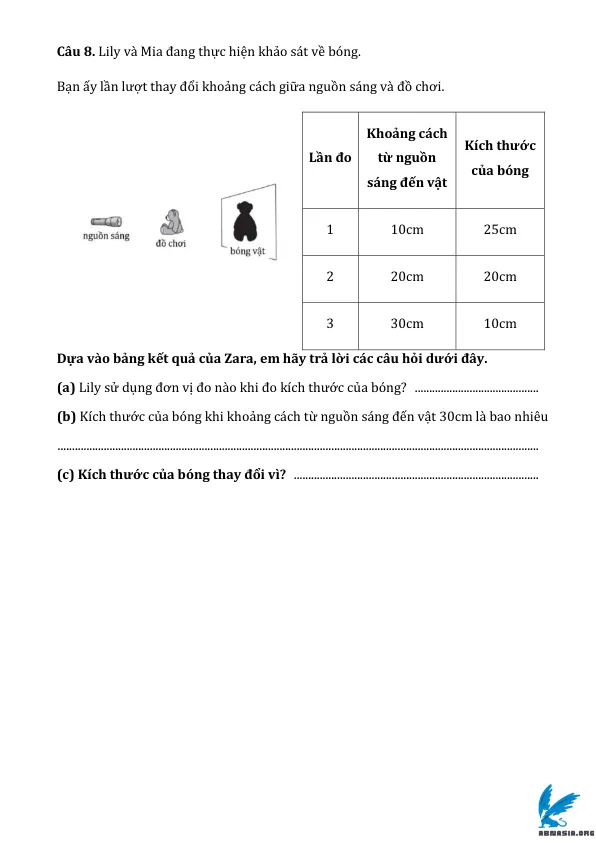 Câu 8. Lily và Mia đang thực hiện khảo sát về bóng.
Bạn ấy lần lượt thay đổi khoảng cách giữa nguồn sáng và đồ chơi.
nguồn sáng
đồ chơi
bóng vật
Lần đo
Khoảng cách
từ nguồn
sáng đến vật
Kích thước
của bóng
1 10cm 25cm
2 20cm 20cm
3 30cm 10cm
Dựa vào bảng kết quả của Zara, em hãy trả lời các câu hỏi dưới đây.
(a) Lily sử dụng đơn vị đo nào khi đo kích thước của bóng? ...........................................
(b) Kích thước của bóng khi khoảng cách từ nguồn sáng đến vật 30cm là bao nhiêu
.......................................................................................................................................................................
(c) Kích thước của bóng thay đổi vì? .....................................................................................
ABNASIA.ORG